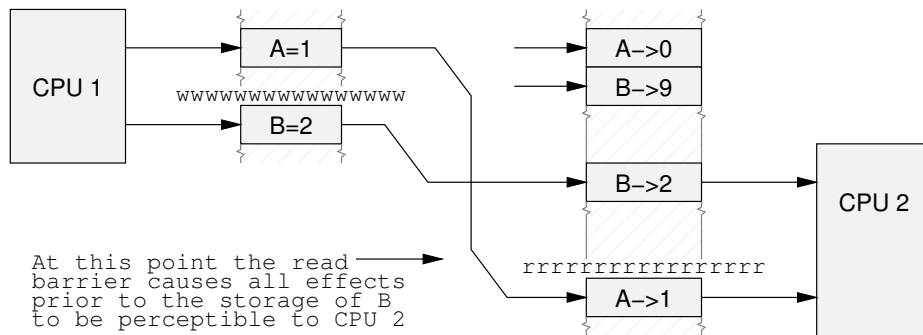 A=1
A->0
CPU 1
B->9
wwwwwwwwwwwwwwww
B=2
B->2
CPU 2
At this point the read
barrier causes all effects
prior to the storage of B
to be perceptible to CPU 2
rrrrrrrrrrrrrrrrr
A->1